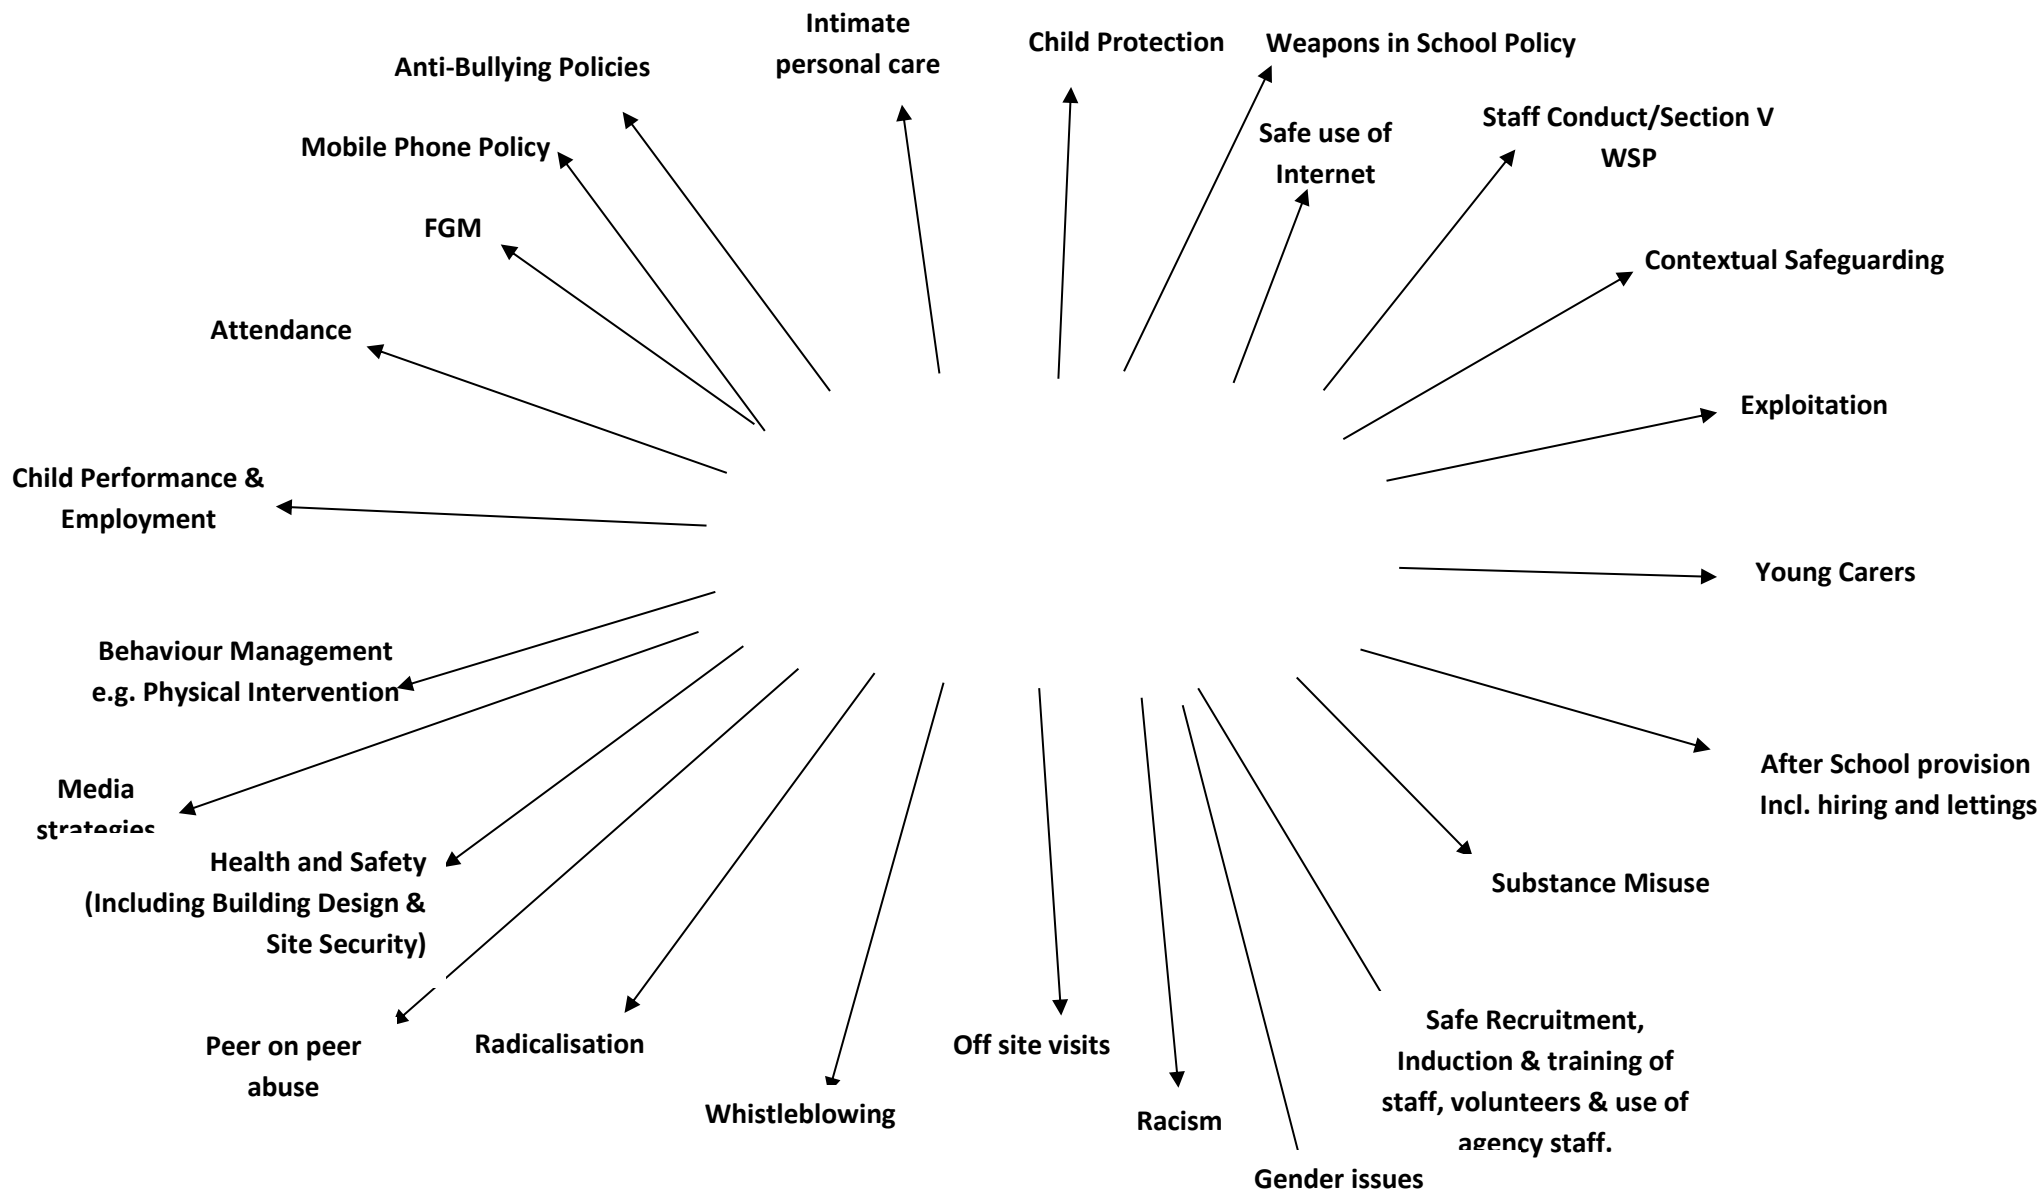 Intimate
personal care
Child Protection
Weapons in School Policy
Anti-Bullying Policies
Mobile Phone Policy
Safe use of
Internet
Staff Conduct/Section V
WSP
FGM
Contextual Safeguarding
Attendance
Exploitation
Child Performance &
Employment
Young Carers
Behaviour Management
e.g. Physical Intervention
After School provision
Incl. hiring and lettings
Media
strategies
Health and Safety
(Including Building Design &
Site Security)
Substance Misuse
Peer on peer
abuse
Radicalisation
Whistleblowing
Off site visits
Racism
Safe Recruitment,
Induction & training of
staff, volunteers & use of
agency staff.
Gender issues